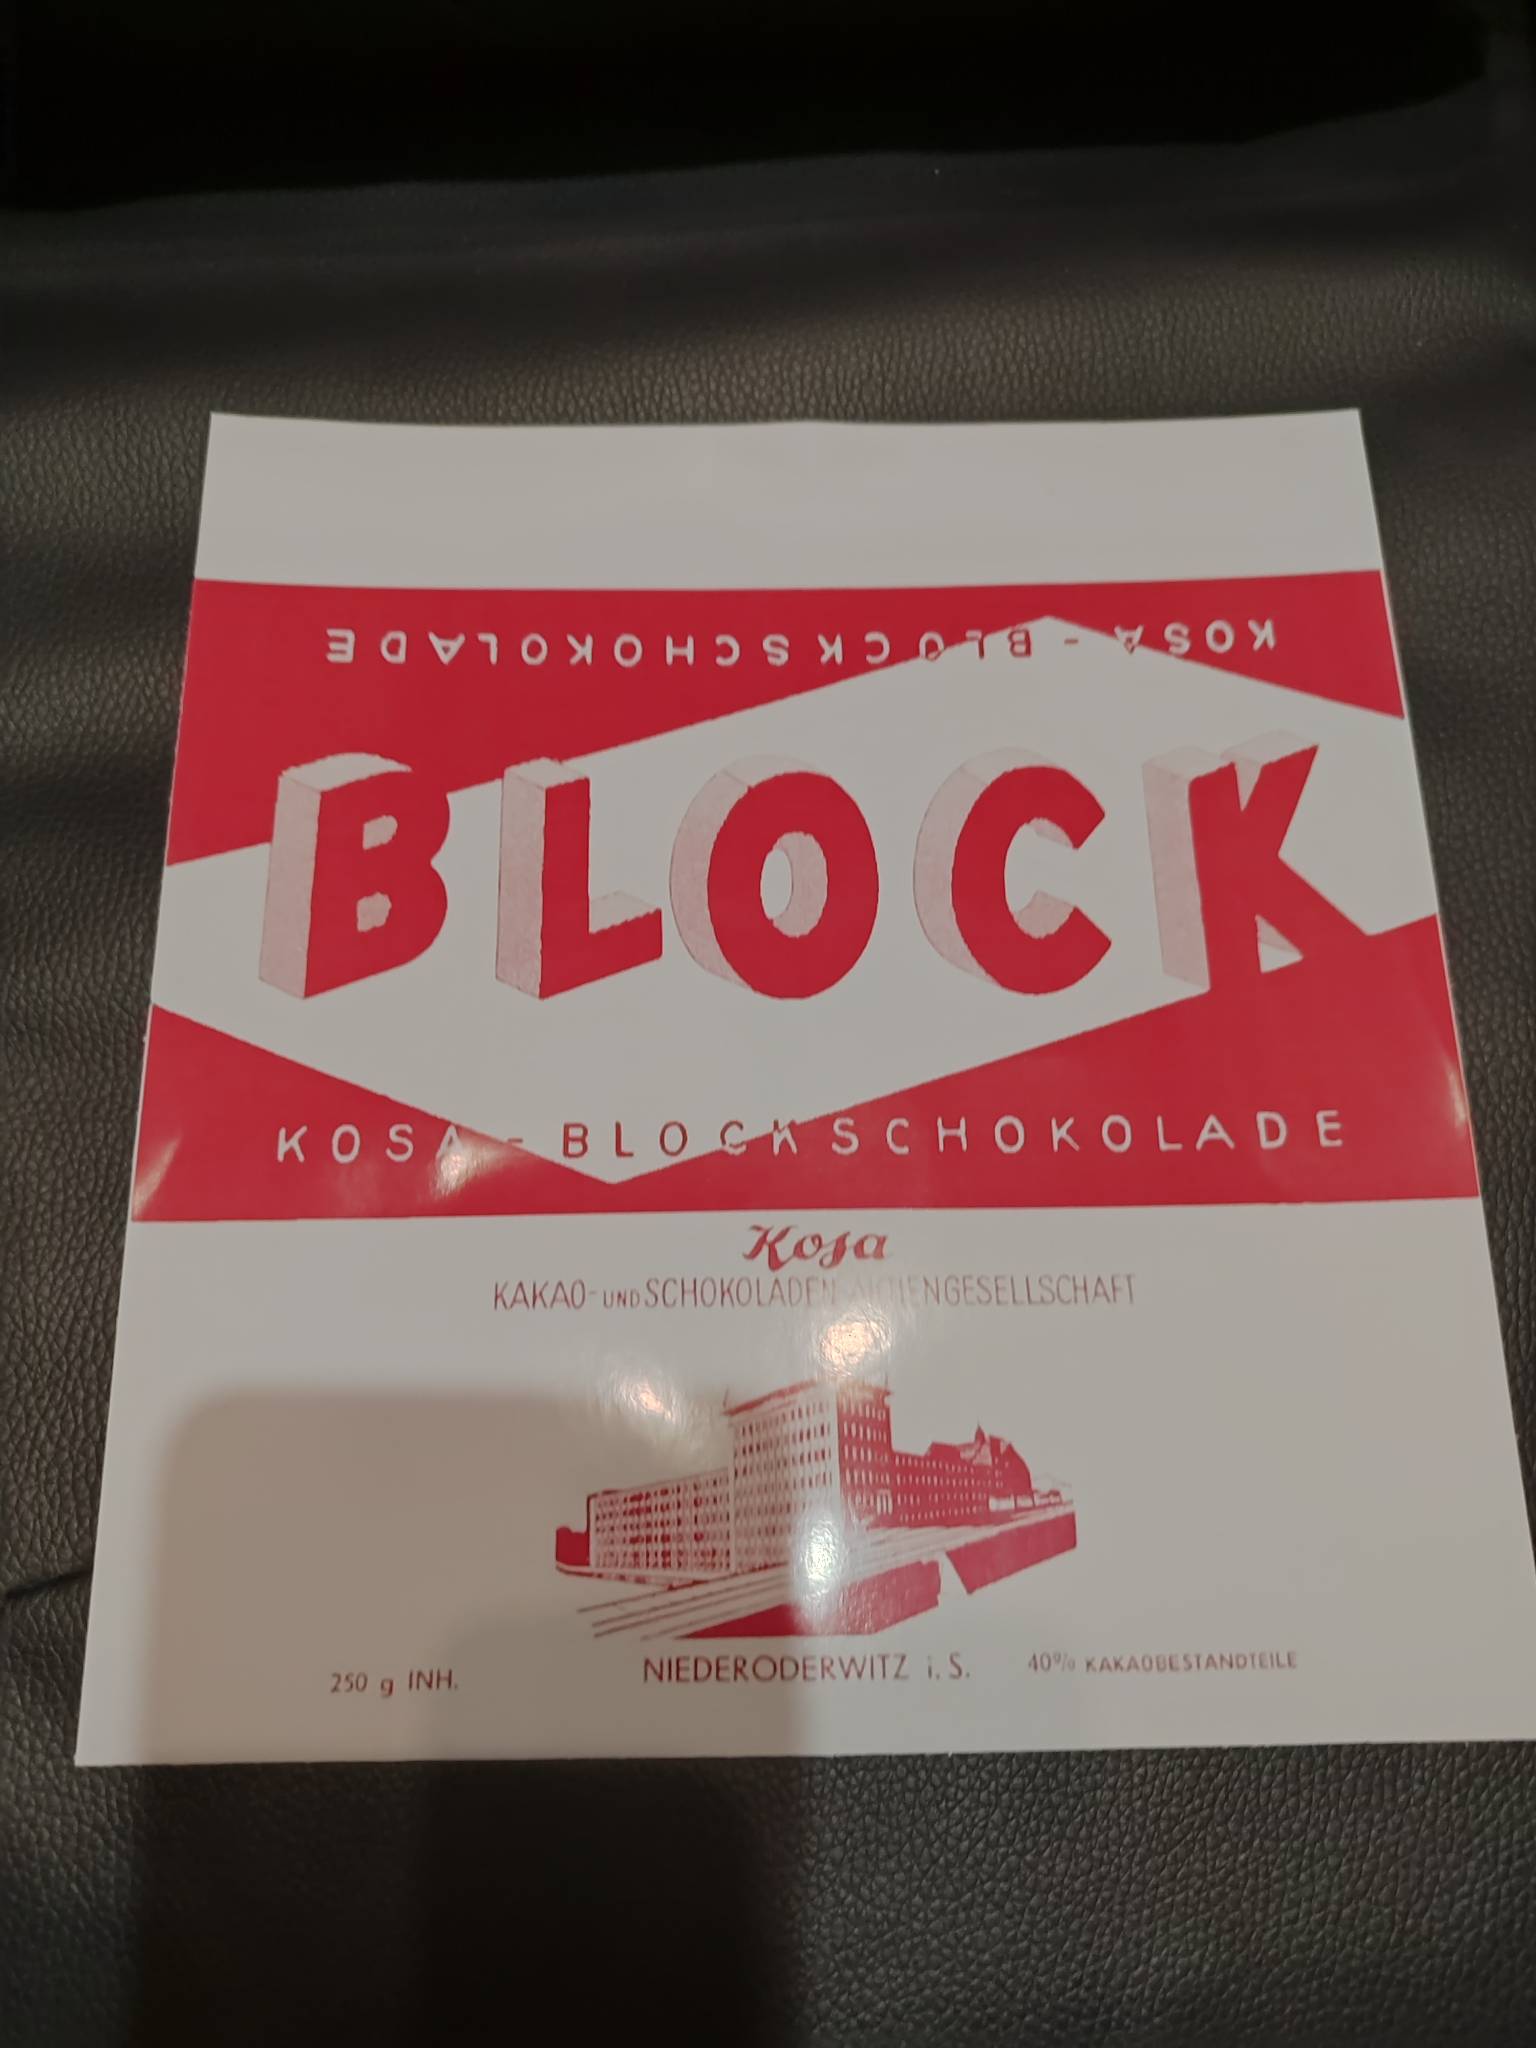 KOSA - BLOCKSCHOKOLADE
BLOCK
KOSA - BLOCKSCHOKOLADE
Kosa
KAKAO- UND SCHOKOLADEN AKTIENGESELLSCHAFT
250 g INH.
NIEDERODERWITZ i. S.
40% KAKAOBESTANDTEILE